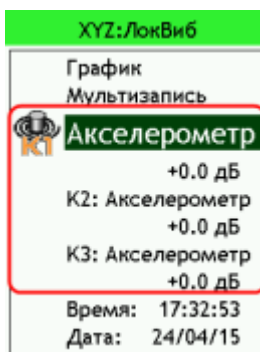 XYZ:ЛокВиб
График
Мультизапись
K1
Акселерометр
+0.0 дБ
К2: Акселерометр
+0.0 дБ
К3: Акселерометр
+0.0 дБ
Время: 17:32:53
Дата: 24/04/15